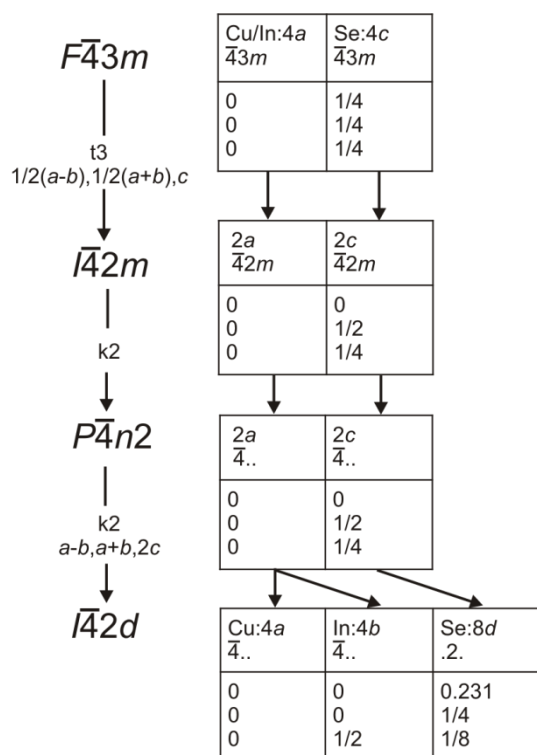 F4̅3m
Cu/In:4a Se:4c
4̅3m 4̅3m
0 1/4
0 1/4
0 1/4
t3
1/2(a-b),1/2(a+b),c
I4̅2m
2a 2c
4̅2m 4̅2m
0 0
0 1/2
0 1/4
k2
P4̅n2
2a 2c
4̅.. 4̅..
0 0
0 1/2
0 1/4
k2
a-b,a+b,2c
I4̅2d
Cu:4a In:4b Se:8d
4̅.. 4̅.. .2.
0 0 0.231
0 0 1/4
0 1/2 1/8